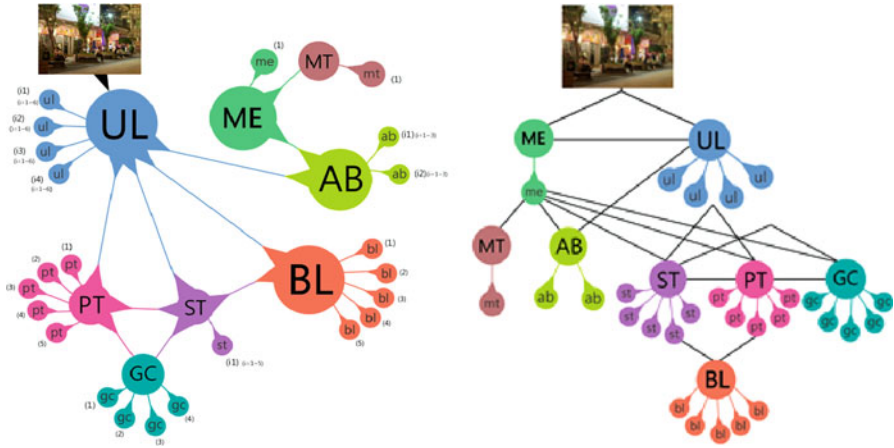 (i1)
(i=1~6)
ul
(i2)
(i=1~6)
ul
(i3)
(i=1~6)
ul
(i4)
(i=1~6)
ul
UL
(1)
me
ME
MT
mt
(1)
AB
ab
(i1) (i=1~3)
ab
(i2) (i=1~3)
PT
(1)
pt
(2)
pt
(3)
pt
(4)
pt
(5)
pt
ST
st
(i1) (i=1~5)
BL
bl
(1)
bl
(2)
bl
(3)
bl
(4)
bl
(5)
GC
gc
(1)
gc
(2)
gc
(3)
gc
(4)
ME
UL
ul
ul
ul
ul
me
MT
mt
AB
ab
ab
ST
st
st
st
st
st
PT
pt
pt
pt
pt
pt
GC
gc
gc
gc
gc
gc
BL
bl
bl
bl
bl
bl